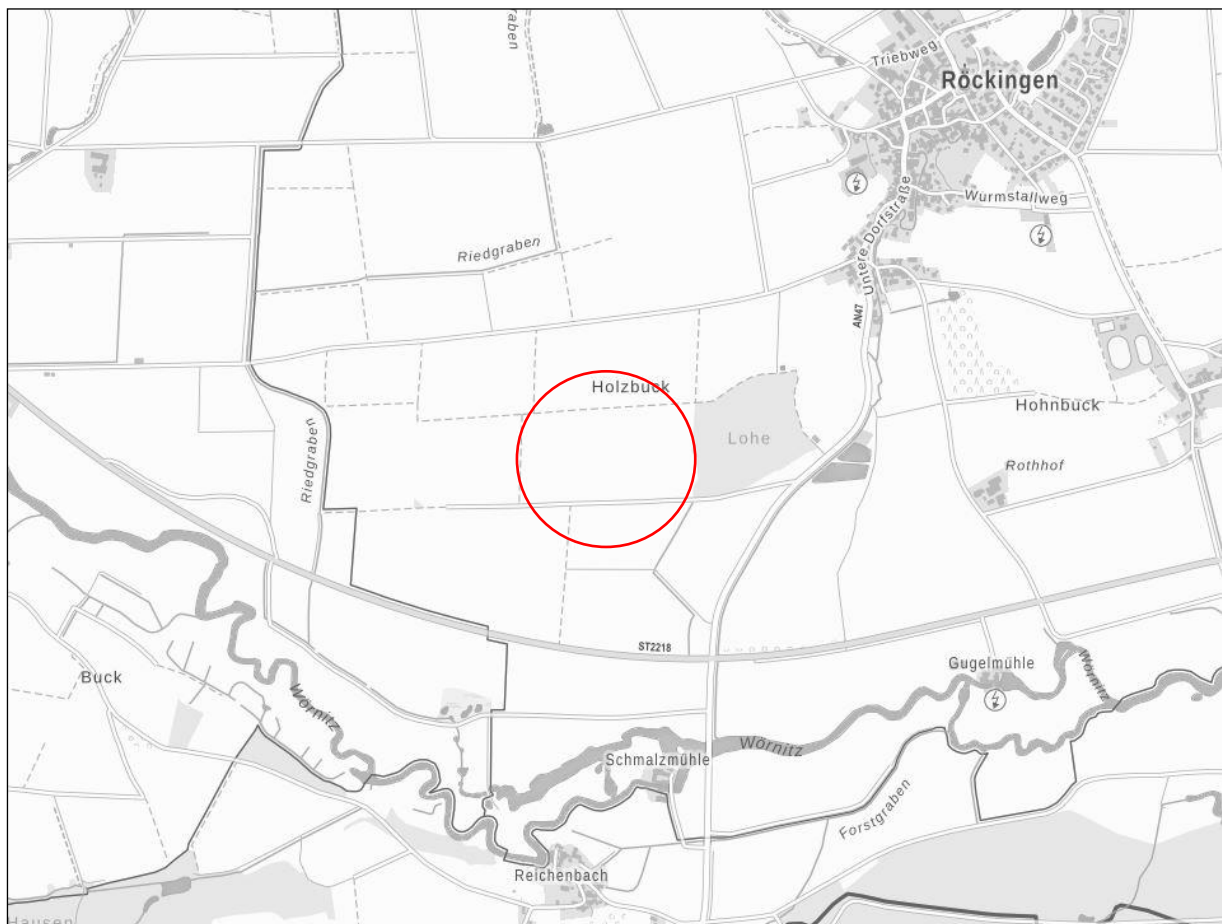 graben
Triebweg
Röckingen
Wurmstallweg
Untere Dorfstraße
Riedgraben
AN47
Holzbuck
Hohnbuck
Lohe
Riedgraben
Rothhof
ST2218
Gugelmühle
Buck
Wörnitz
Wörnitz
Wörnitz
Schmalzmühle
Forstgraben
Reichenbach
Hausen